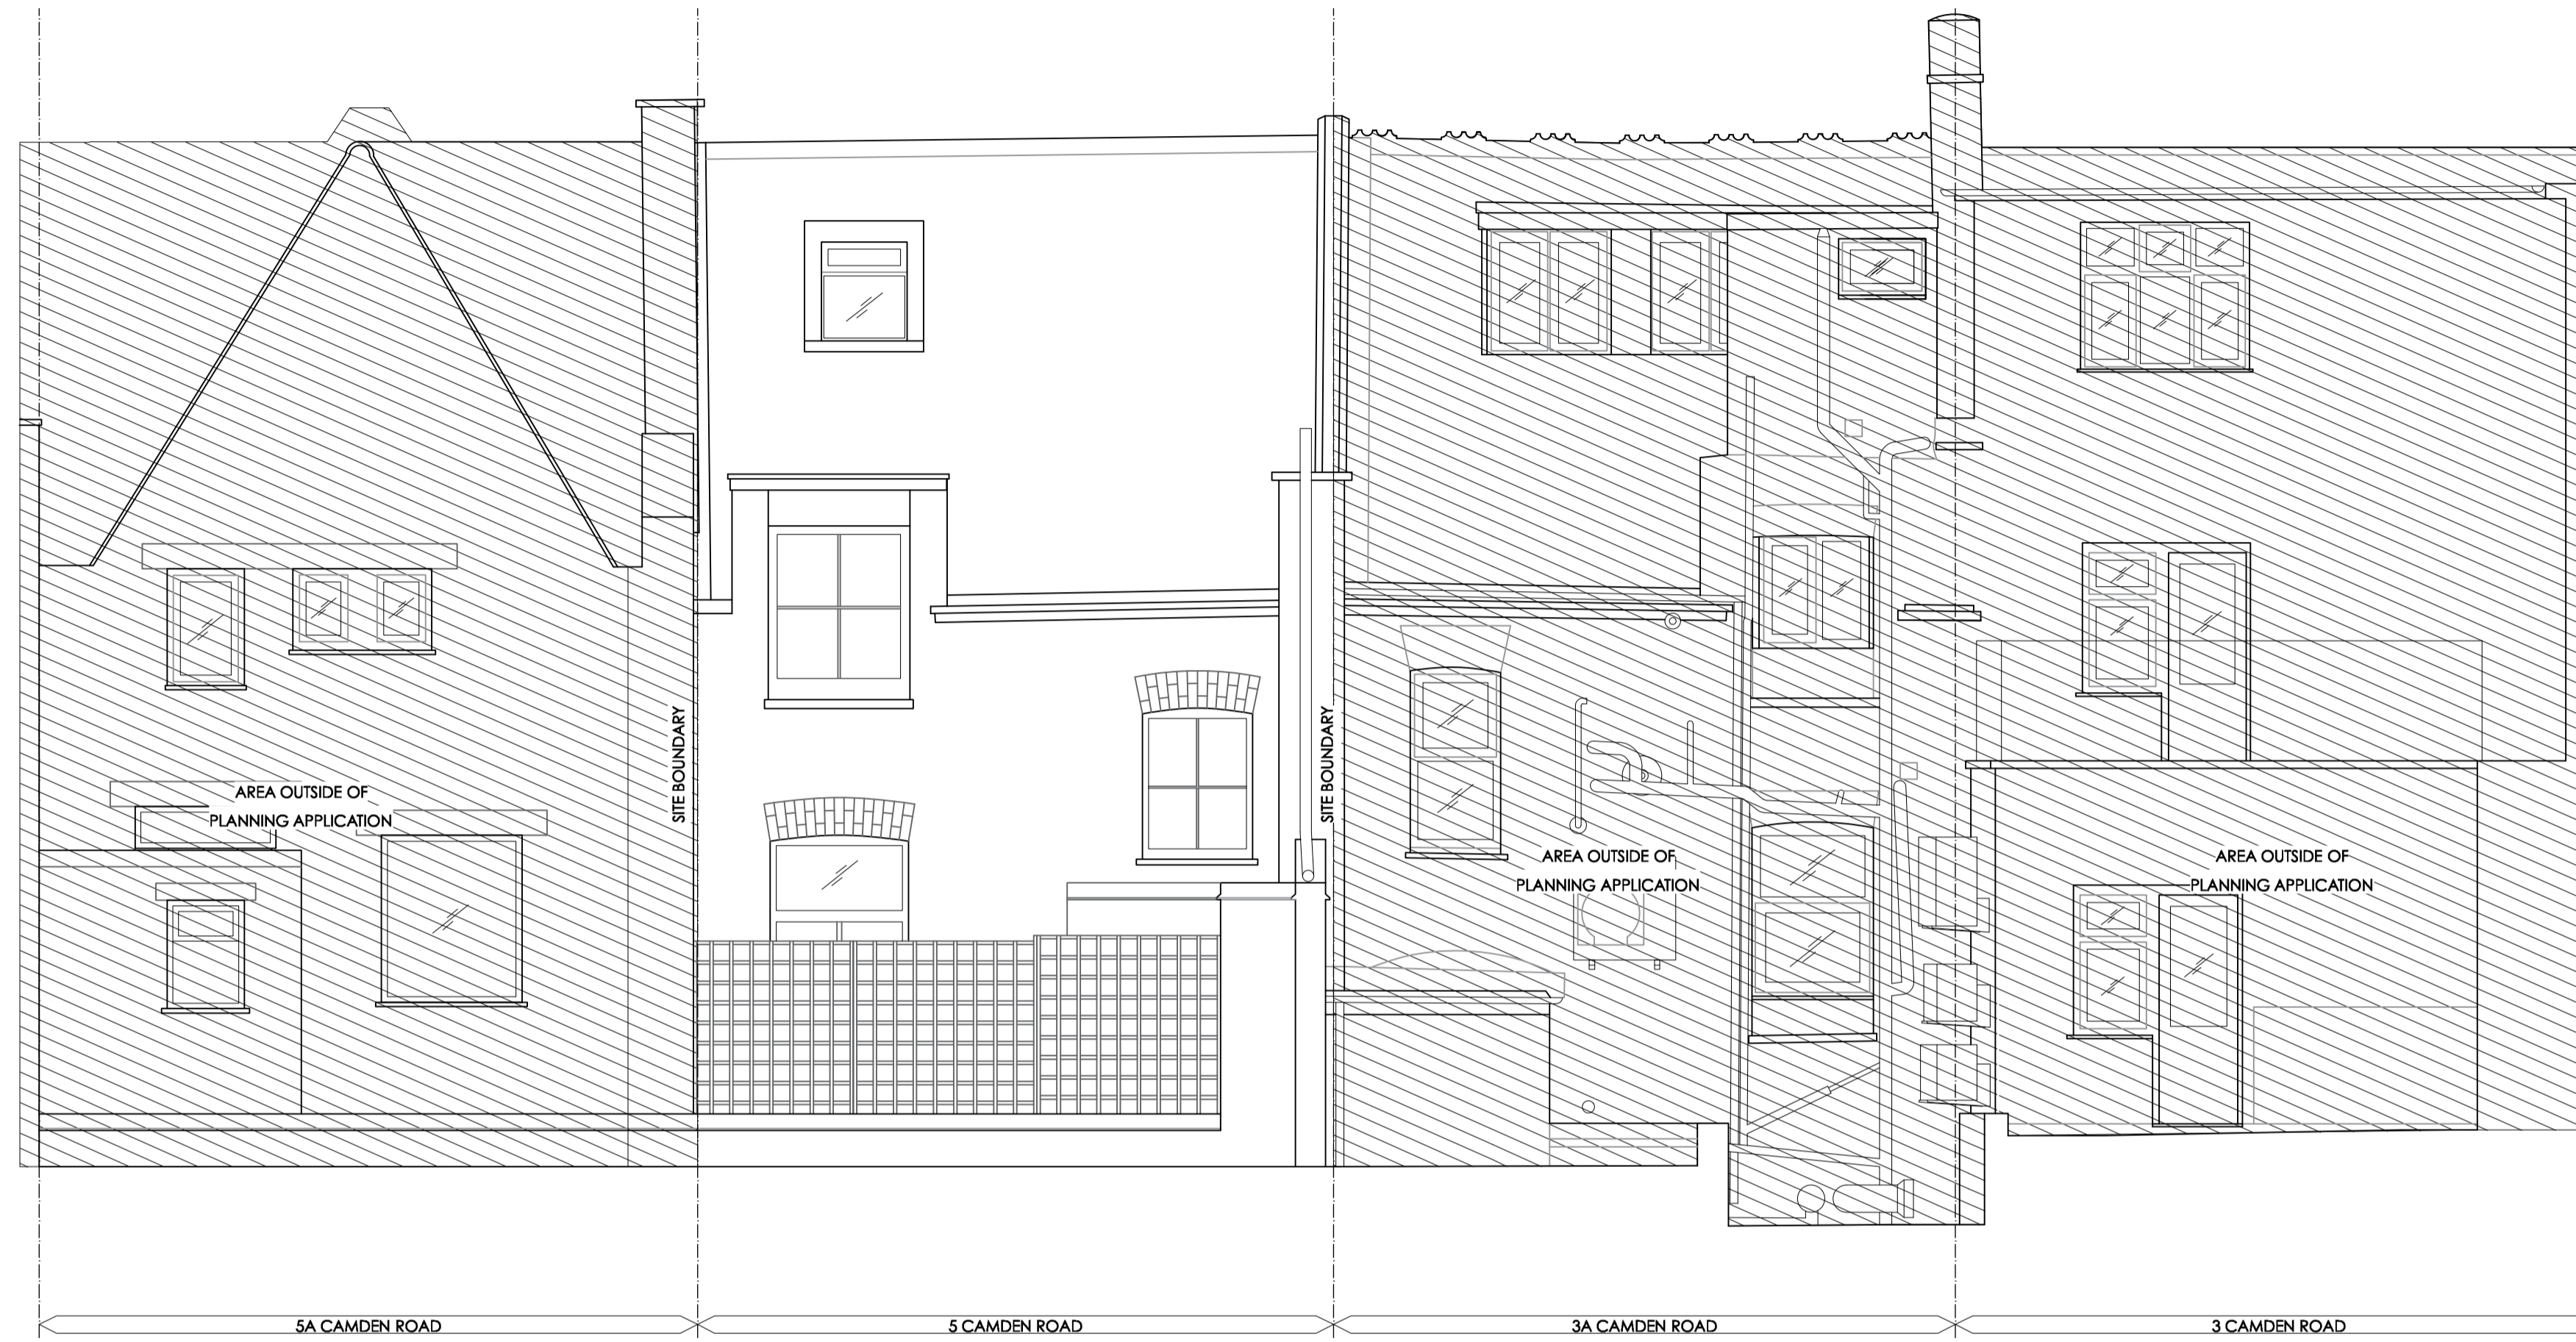 SITE BOUNDARY
SITE BOUNDARY
AREA OUTSIDE OF
PLANNING APPLICATION
AREA OUTSIDE OF
PLANNING APPLICATION
AREA OUTSIDE OF
PLANNING APPLICATION
5A CAMDEN ROAD
5 CAMDEN ROAD
3A CAMDEN ROAD
3 CAMDEN ROAD